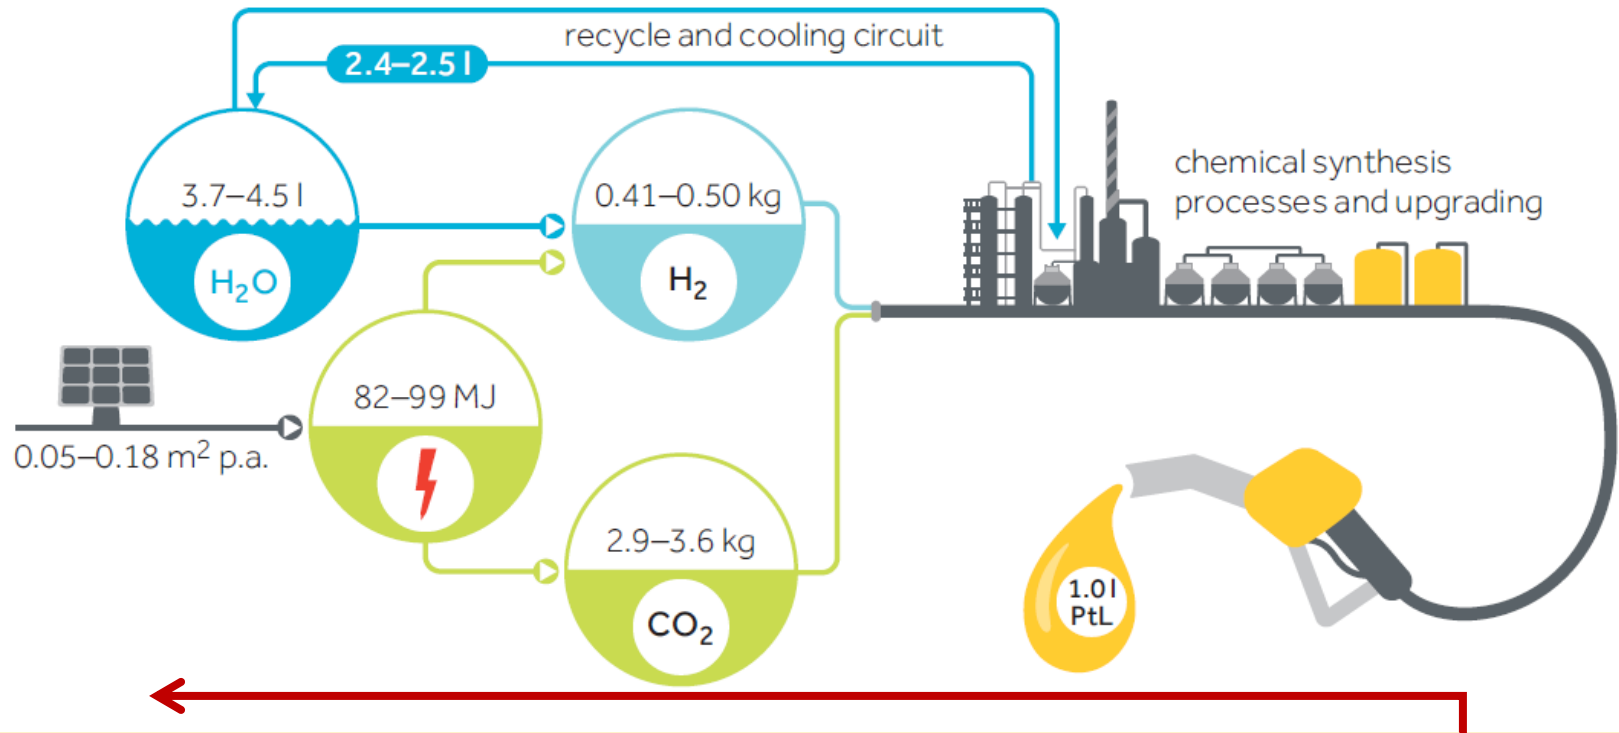 recycle and cooling circuit
2.4–2.5 l
3.7–4.5 l
H₂O
0.41–0.50 kg
H₂
chemical synthesis
processes and upgrading
82–99 MJ
0.05–0.18 m² p.a.
2.9–3.6 kg
CO₂
1.0 l
PtL